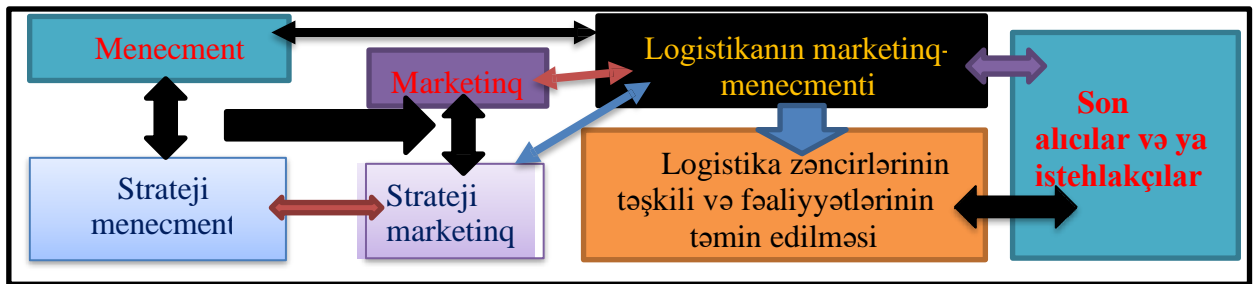 Menecment
Marketinq
Logistikanın marketinq-
menecmenti
Son
alıcılar və ya
istehlakçılar
Strateji
menecment
Strateji
marketinq
Logistika zəncirlərinin
təşkili və fəaliyyətlərinin
təmin edilməsi